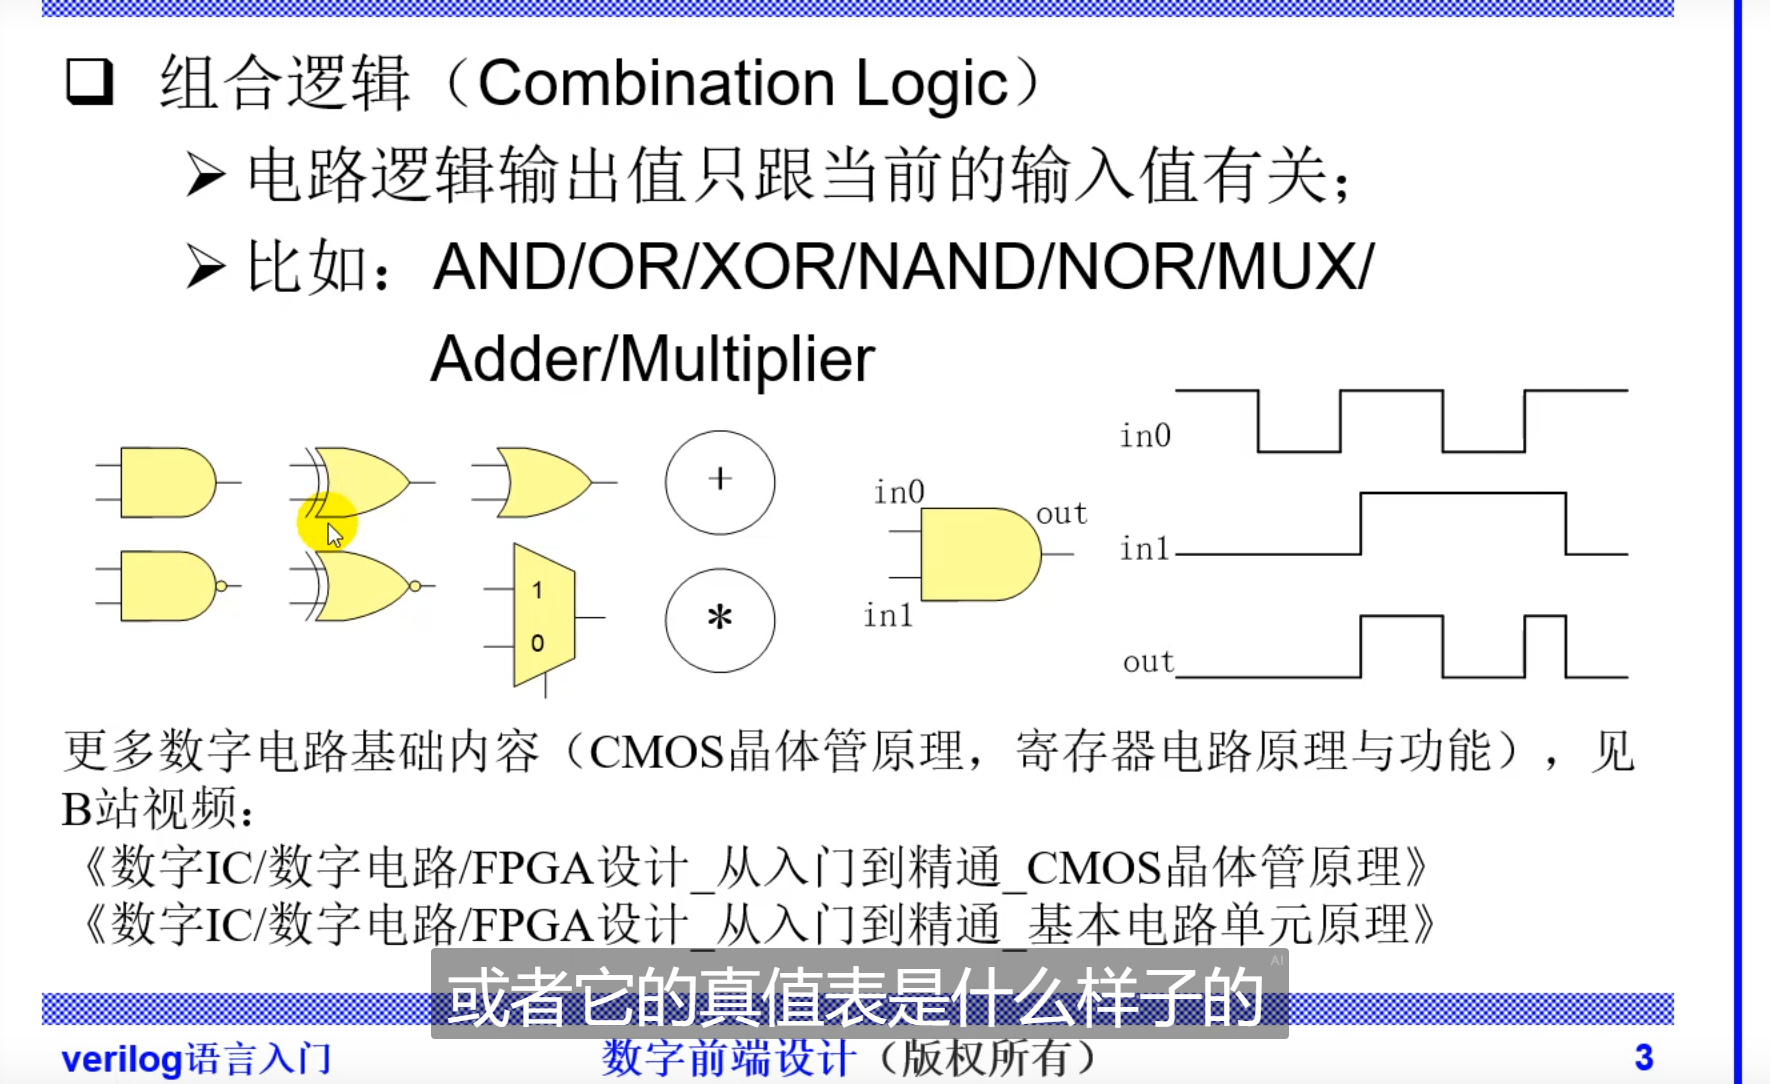 组合逻辑（Combination Logic）
电路逻辑输出值只跟当前的输入值有关；
比如：AND/OR/XOR/NAND/NOR/MUX/
Adder/Multiplier
+
1
0
*
in0
out
in1
in0
in1
out
更多数字电路基础内容（CMOS晶体管原理，寄存器电路原理与功能），见
B站视频：
《数字IC/数字电路/FPGA设计_从入门到精通_CMOS晶体管原理》
《数字IC/数字电路/FPGA设计_从入门到精通_基本电路单元原理》
AI
或者它的真值表是什么样子的
verilog语言入门 数字前端设计（版权所有） 3